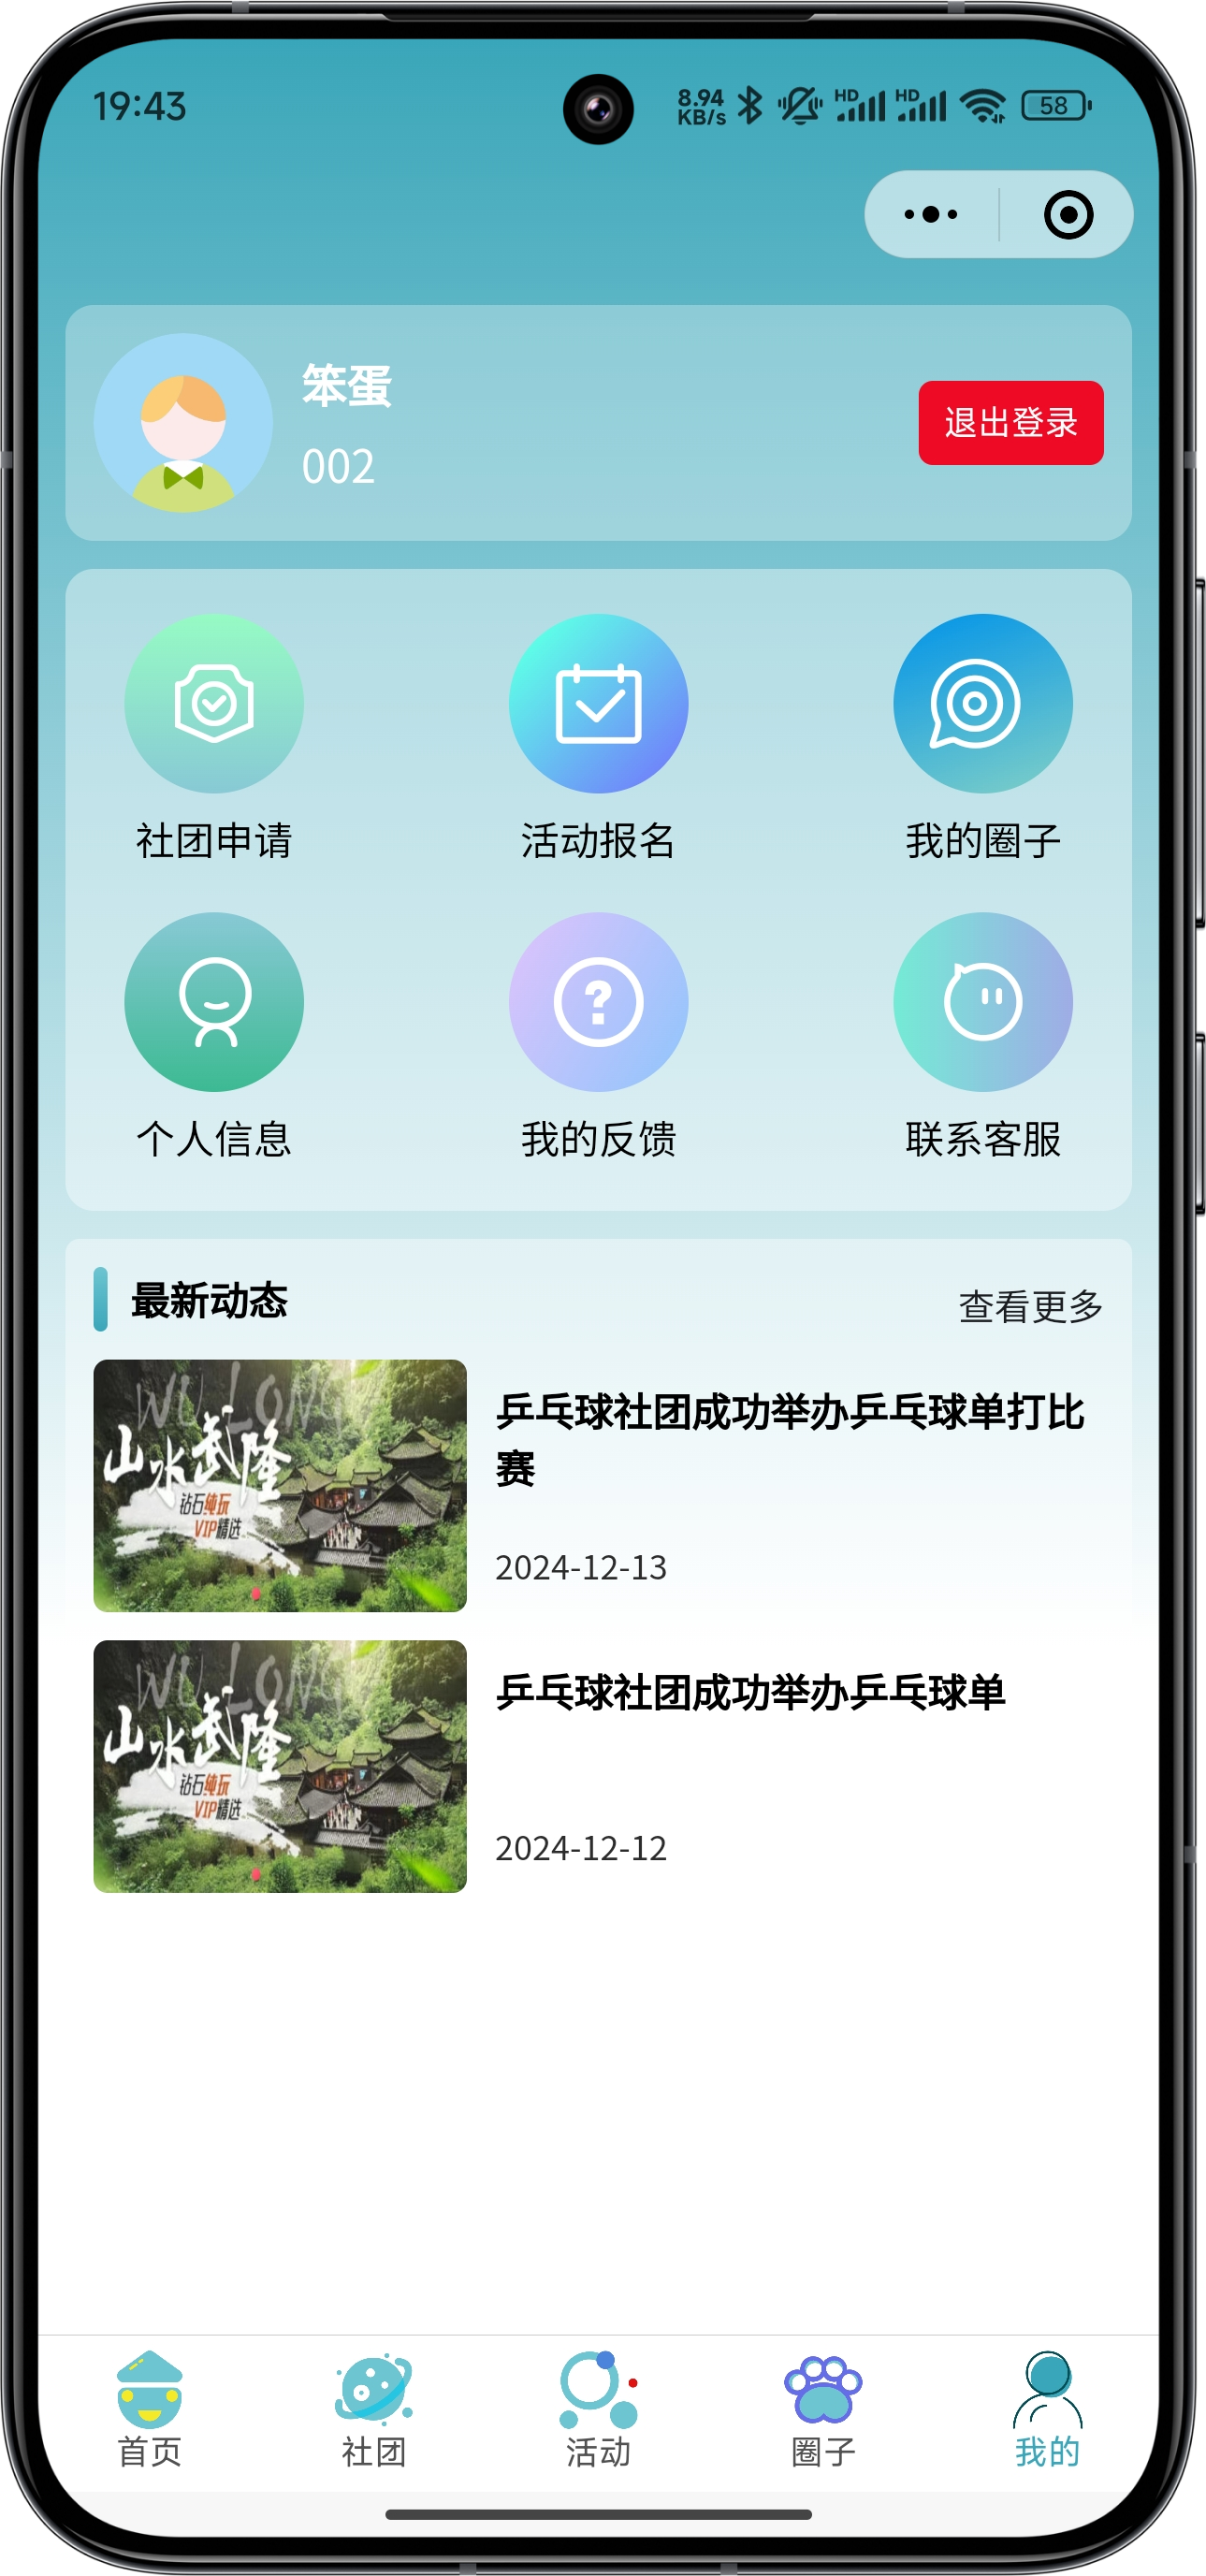 19:43
8.94
KB/s
HD
HD
58
笨蛋
002
退出登录
社团申请
活动报名
我的圈子
个人信息
我的反馈
联系客服
最新动态
查看更多
WU LONG
山水武隆
钻石纯玩
VIP精选
乒乓球社团成功举办乒乓球单打比
赛
2024-12-13
WU LONG
山水武隆
钻石纯玩
VIP精选
乒乓球社团成功举办乒乓球单
2024-12-12
首页
社团
活动
圈子
我的